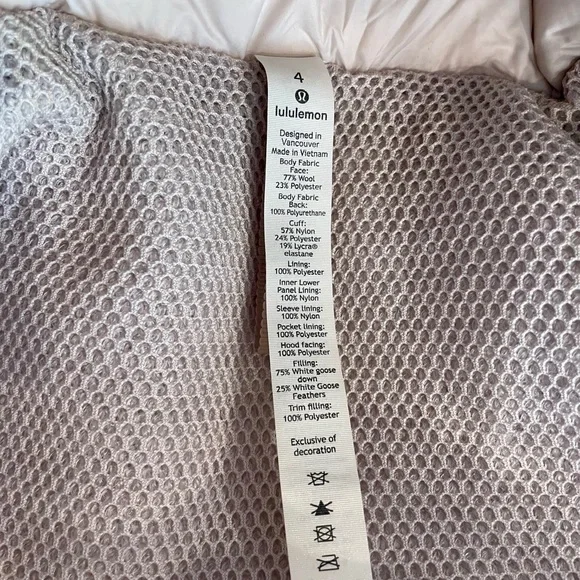 4
lululemon
Designed in
Vancouver
Made in Vietnam
Body Fabric
Face:
77% Wool
23% Polyester
Body Fabric
Back:
100% Polyurethane
Cuff:
57% Nylon
24% Polyester
19% Lycra®
elastane
Lining:
100% Polyester
Inner Lower
Panel Lining:
100% Nylon
Sleeve lining:
100% Nylon
Pocket lining:
100% Polyester
Hood facing:
100% Polyester
Filling:
75% White goose
down
25% White Goose
Feathers
Trim filling:
100% Polyester
Exclusive of
decoration